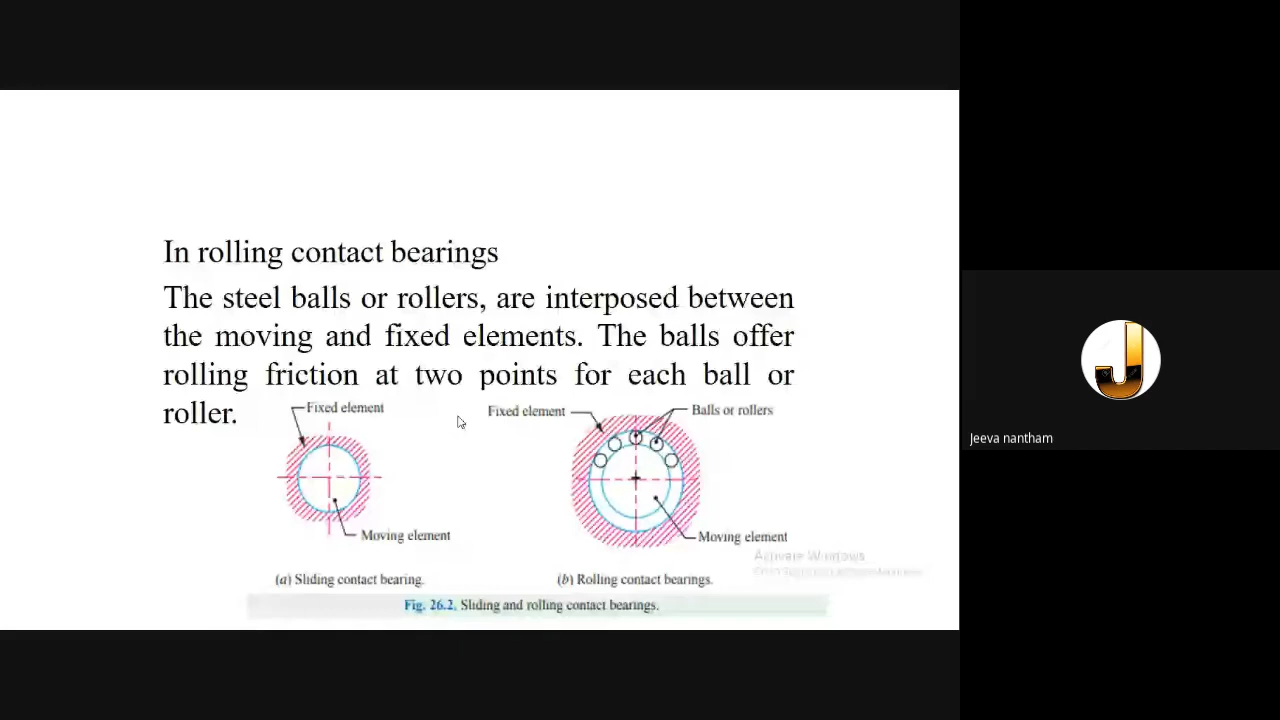 In rolling contact bearings
The steel balls or rollers, are interposed between
the moving and fixed elements. The balls offer
rolling friction at two points for each ball or
roller.
Fixed element
Moving element
(a) Sliding contact bearing.
Fixed element
Balls or rollers
Moving element
(b) Rolling contact bearings.
Fig. 26.2. Sliding and rolling contact bearings.
Activate Windows
Jeeva nantham
J